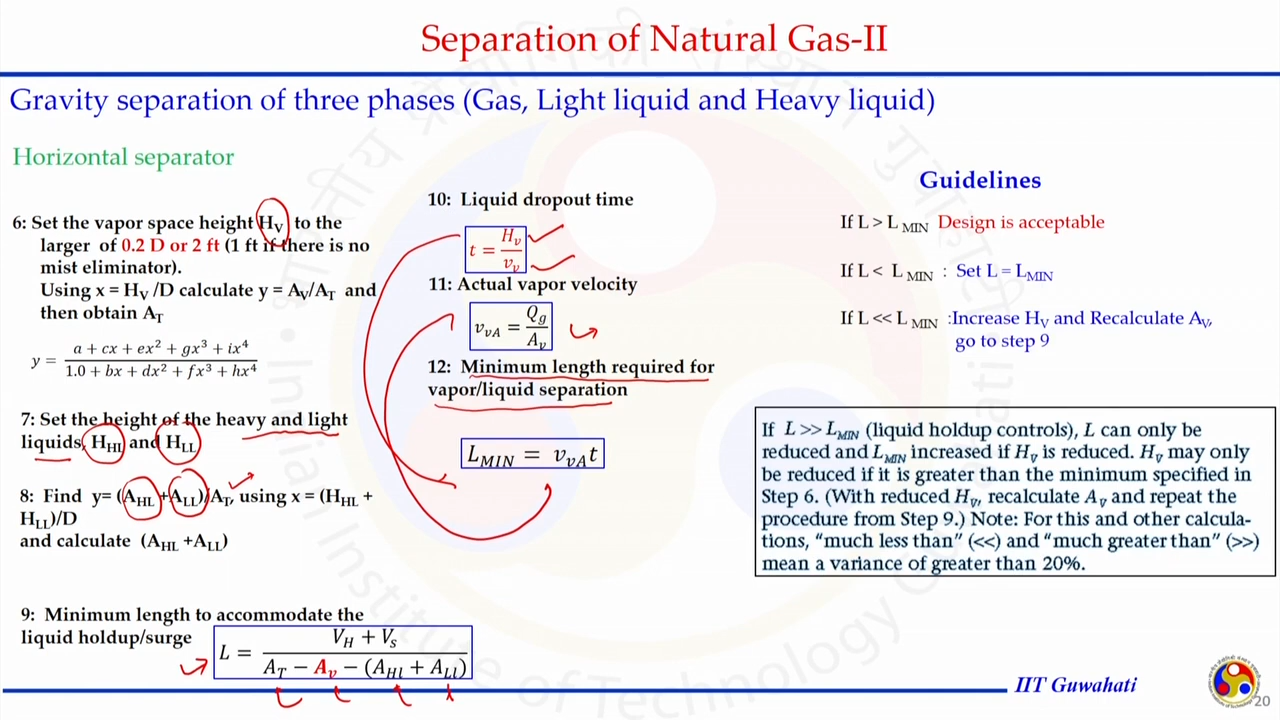 Separation of Natural Gas-II
Gravity separation of three phases (Gas, Light liquid and Heavy liquid)
Horizontal separator
6: Set the vapor space height H_V to the
larger of 0.2 D or 2 ft (1 ft if there is no
mist eliminator).
Using x = H_V /D calculate y = A_V/A_T and
then obtain A_T
y = (a + cx + ex² + gx³ + ix⁴)/(1.0 + bx + dx² + fx³ + hx⁴)
7: Set the height of the heavy and light
liquids, H_HL and H_LL
8: Find y= (A_HL +A_LL)/A_T, using x = (H_HL +
H_LL)/D
and calculate (A_HL +A_LL)
9: Minimum length to accommodate the
liquid holdup/surge
L = (V_H + V_s)/(A_T − A_v − (A_Hl + A_Ll))
10: Liquid dropout time
t = H_v/v_v
11: Actual vapor velocity
v_vA = Q_g/A_v
12: Minimum length required for
vapor/liquid separation
L_MIN = v_vA t
Guidelines
If L > L_MIN Design is acceptable
If L < L_MIN : Set L = L_MIN
If L << L_MIN :Increase H_V and Recalculate A_V,
go to step 9
If L >> L_MIN (liquid holdup controls), L can only be
reduced and L_MIN increased if H_v is reduced. H_v may only
be reduced if it is greater than the minimum specified in
Step 6. (With reduced H_v, recalculate A_v and repeat the
procedure from Step 9.) Note: For this and other calcula-
tions, "much less than" (<<) and "much greater than" (>>)
mean a variance of greater than 20%.
IIT Guwahati
20
Indian Institute of Technology